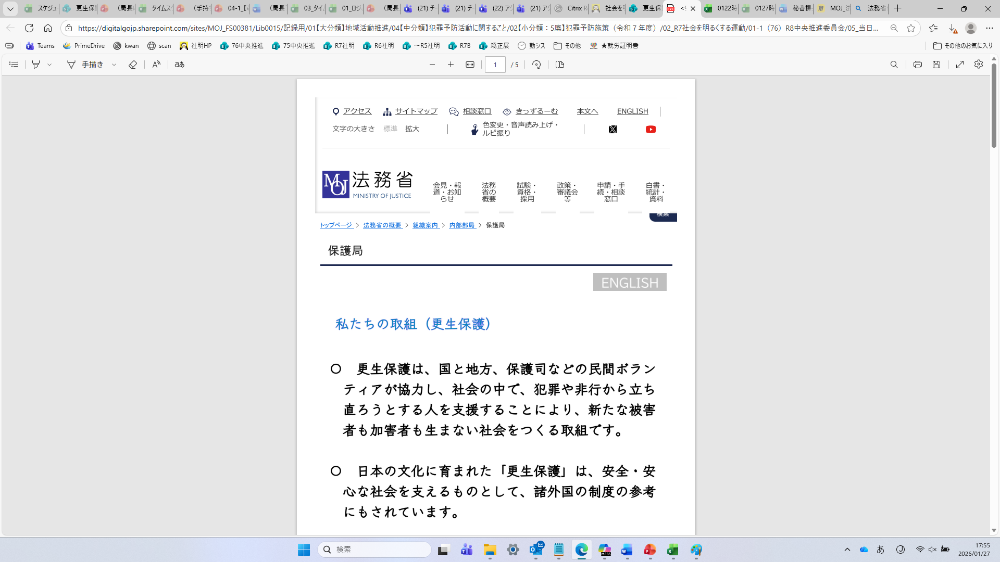 スケジュ
更生保
（局長
タイムス
（手持
04-1_【
（局長
03_タイ
01_ロジ
（局長
(21) チ
(21) チ
(22) ア
(21) ア
Citrix R
社会を
更生保
0122時
0127時
秘書課
MOJ_
法務省
https://digitalgojp.sharepoint.com/sites/MOJ_FS00381/Lib0015/記録用/01【大分類】地域活動推進/04【中分類】犯罪予防活動に関すること/02【小分類：5廃】犯罪予防施策（令和７年度）/02_R7社会を明るくする運動/01-1（76）R8中央推進委員会/05_当日...
Teams
PrimeDrive
kwan
scan
社明HP
76中央推進
75中央推進
R7社明
R6社明
～R5社明
R7B
矯正展
勤シス
その他
★就労証明書
その他のお気に入り
手描き
aあ
1
/ 5
アクセス
サイトマップ
相談窓口
きっずるーむ
本文へ
ENGLISH
文字の大きさ 標準 拡大
色変更・音声読み上げ・
ルビ振り
MOJ
法務省
MINISTRY OF JUSTICE
会見・報
道・お知
らせ
法務
省の
概要
試験・
資格・
採用
政策・
審議会
等
申請・手
続・相談
窓口
白書・
統計・
資料
検索
トップページ > 法務省の概要 > 組織案内 > 内部部局 > 保護局
保護局
ENGLISH
私たちの取組（更生保護）
○　更生保護は、国と地方、保護司などの民間ボラン
ティアが協力し、社会の中で、犯罪や非行から立ち
直ろうとする人を支援することにより、新たな被害
者も加害者も生まない社会をつくる取組です。
○　日本の文化に育まれた「更生保護」は、安全・安
心な社会を支えるものとして、諸外国の制度の参考
にもされています。
検索
あ
17:55
2026/01/27